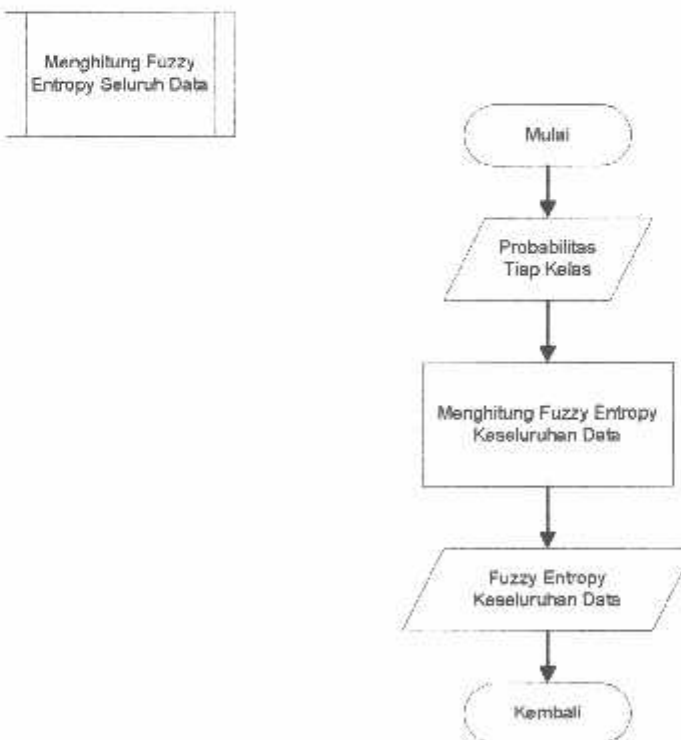 Menghitung Fuzzy
Entropy Seluruh Data
Mulai
Probabilitas
Tiap Kelas
Menghitung Fuzzy Entropy
Keseluruhan Data
Fuzzy Entropy
Keseluruhan Data
Kembali